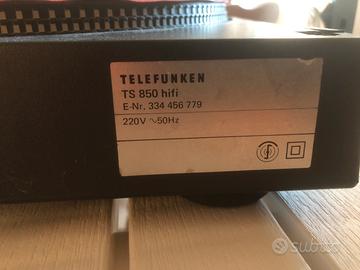 TELEFUNKEN
TS 850 hifi
E-Nr. 334 456 779
220V ~50Hz
subito